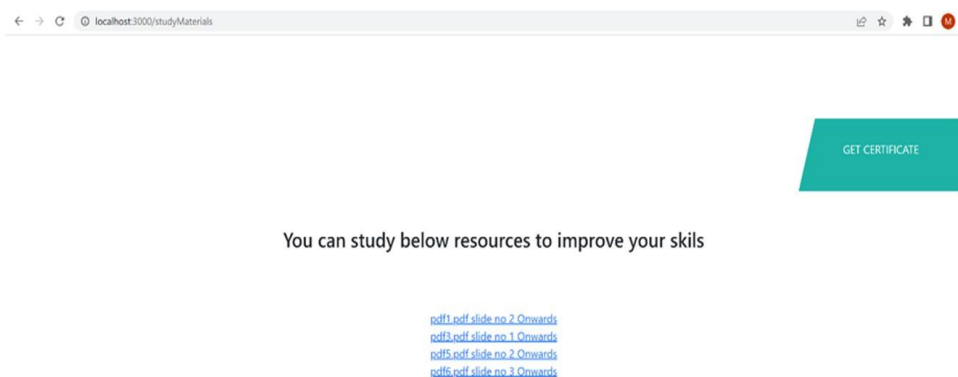 localhost:3000/studyMaterials
M
GET CERTIFICATE
You can study below resources to improve your skils
pdf1.pdf slide no 2 Onwards
pdf3.pdf slide no 1 Onwards
pdf5.pdf slide no 2 Onwards
pdf6.pdf slide no 3 Onwards